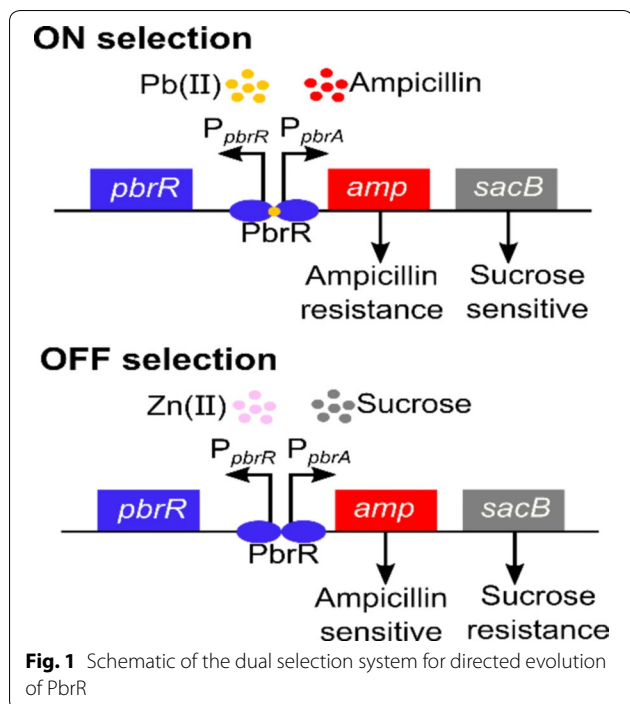 ON selection
Pb(II) Ampicillin
PpbrR PpbrA
pbrR amp sacB
PbrR
Ampicillin resistance Sucrose sensitive
OFF selection
Zn(II) Sucrose
PpbrR PpbrA
pbrR amp sacB
PbrR
Ampicillin sensitive Sucrose resistance
Fig. 1 Schematic of the dual selection system for directed evolution
of PbrR